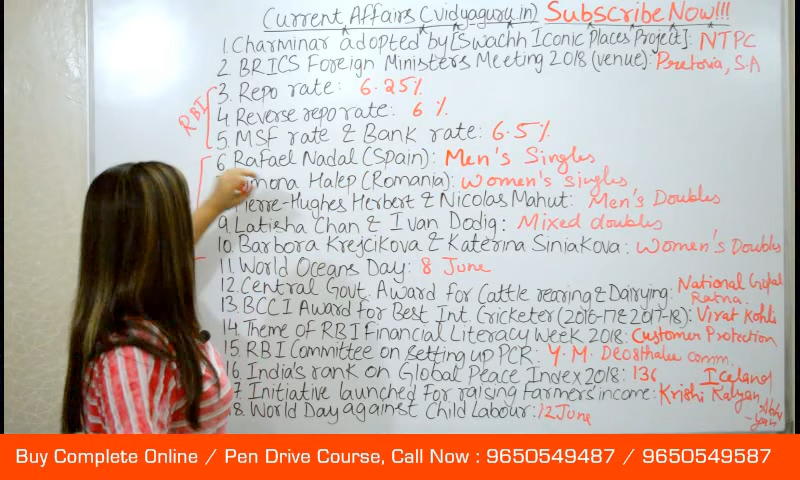 Current Affairs (vidyaguru.in) Subscribe Now!!!
1. Charminar adopted by [Swachh Iconic Places Project]: NTPC
2. BRICS Foreign Ministers Meeting 2018 (venue): Pretoria, S.A
RBI
3. Repo rate: 6.25%
4. Reverse repo rate: 6 %
5. MSF rate & Bank rate: 6.5%
6. Rafael Nadal (Spain): Men's Singles
mona Halep (Romania): Women's singles
Pierre-Hughes Herbert & Nicolas Mahut: Men's Doubles
9. Latisha Chan & Ivan Dodig: Mixed doubles
10. Barbora Krejcikova & Katerina Siniakova: Women's Doubles
11. World Oceans Day: 8 June
12. Central Govt. Award for Cattle rearing & Dairying: National Gopal Ratna.
13. BCCI Award for Best Int. Cricketer (2016-17 & 2017-18): Virat Kohli
14. Theme of RBI Financial Literacy Week 2018: Customer Protection
15. RBI Committee on setting up PCR: Y.M. Deosthalee comm.
16. India's rank on Global Peace Index 2018: 136 Iceland
17. Initiative launched for raising Farmers' income: Krishi Kalyan
18. World Day against Child Labour: 12 June
Buy Complete Online / Pen Drive Course, Call Now : 9650549487 / 9650549587